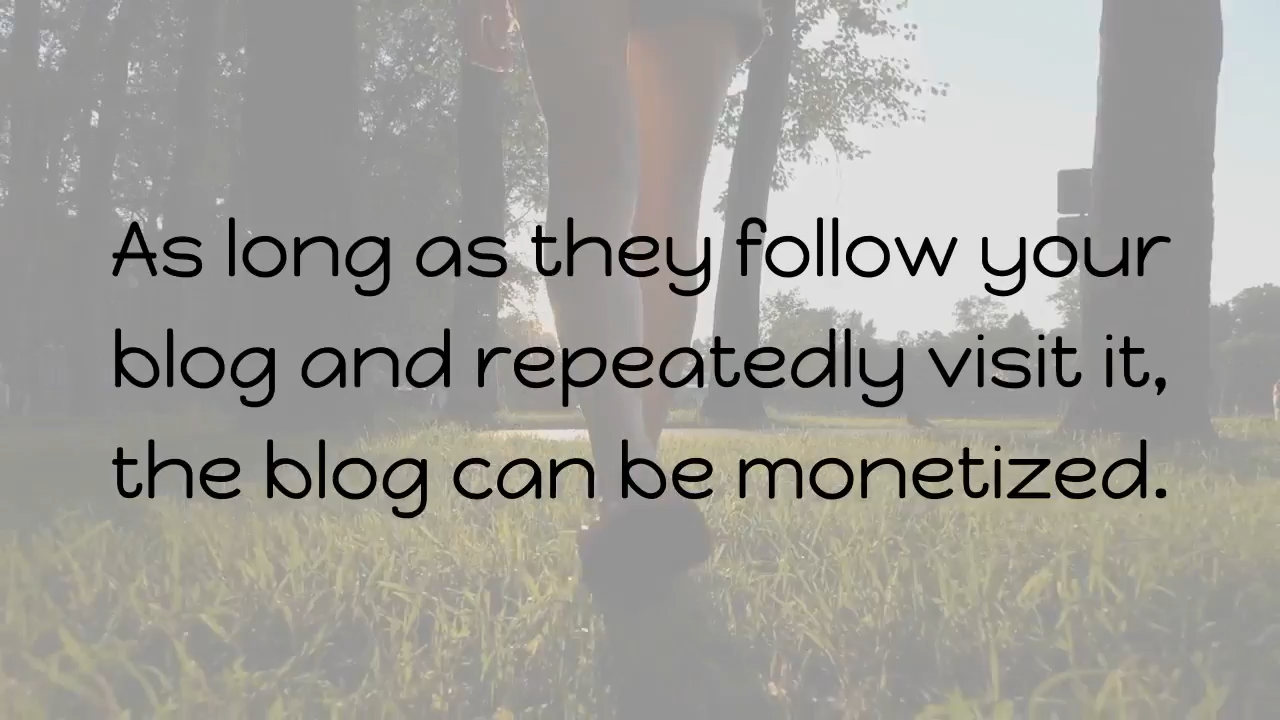 As long as they follow your
blog and repeatedly visit it,
the blog can be monetized.